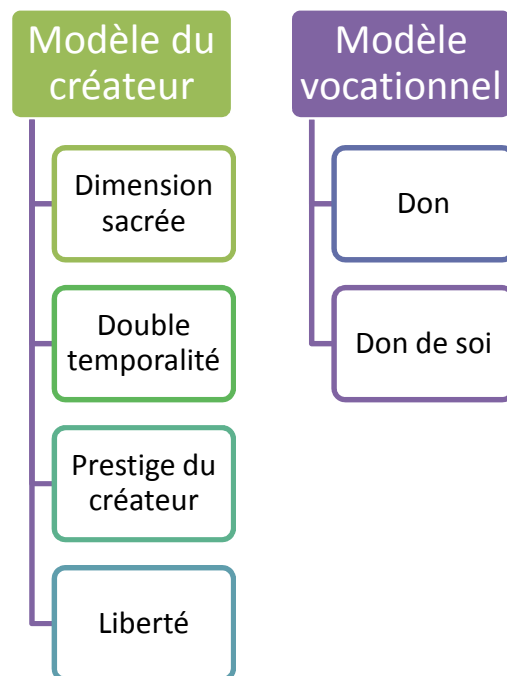 Modèle du
créateur
Dimension
sacrée
Double
temporalité
Prestige du
créateur
Liberté
Modèle
vocationnel
Don
Don de soi